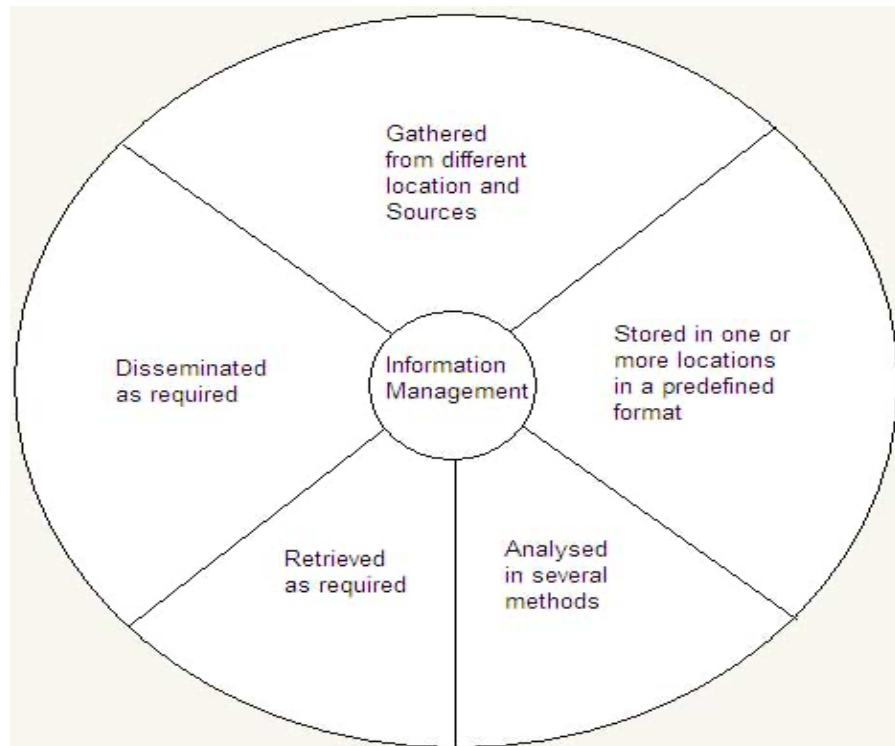 Gathered
from different
location and
Sources
Stored in one or
more locations
in a predefined
format
Analysed
in several
methods
Retrieved
as required
Disseminated
as required
Information
Management